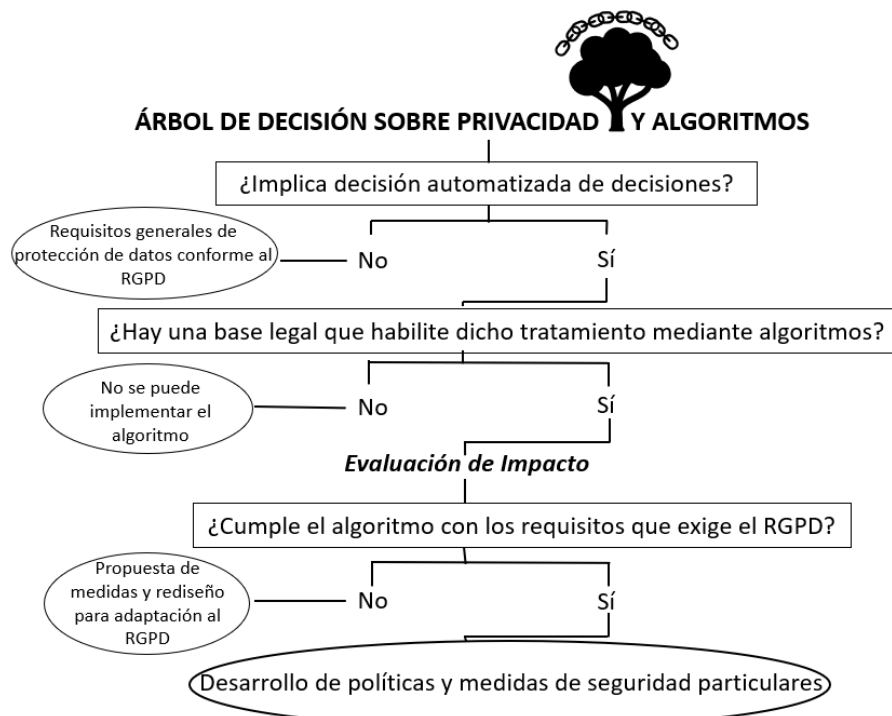 ÁRBOL DE DECISIÓN SOBRE PRIVACIDAD Y ALGORITMOS
¿Implica decisión automatizada de decisiones?
Requisitos generales de
protección de datos conforme al
RGPD
No
Sí
¿Hay una base legal que habilite dicho tratamiento mediante algoritmos?
No se puede
implementar el
algoritmo
No
Sí
Evaluación de Impacto
¿Cumple el algoritmo con los requisitos que exige el RGPD?
Propuesta de
medidas y rediseño
para adaptación al
RGPD
No
Sí
Desarrollo de políticas y medidas de seguridad particulares